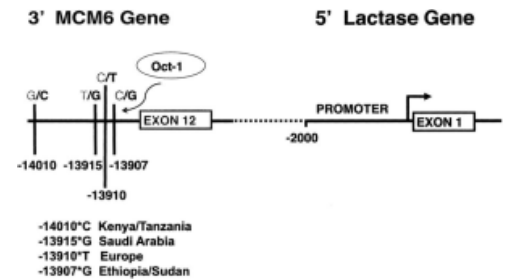 3' MCM6 Gene
5' Lactase Gene
Oct-1
C/T
G/C
T/G
C/G
EXON 12
PROMOTER
EXON 1
-2000
-14010
-13915
-13907
-13910
-14010*C Kenya/Tanzania
-13915*G Saudi Arabia
-13910*T Europe
-13907*G Ethiopia/Sudan